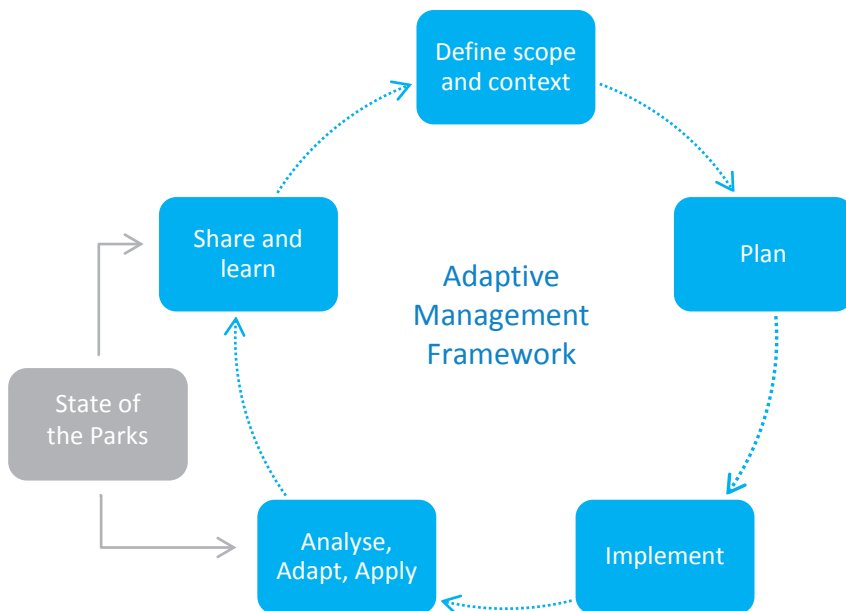 Define scope
and context
Share and
learn
Plan
Adaptive
Management
Framework
State of
the Parks
Analyse,
Adapt, Apply
Implement